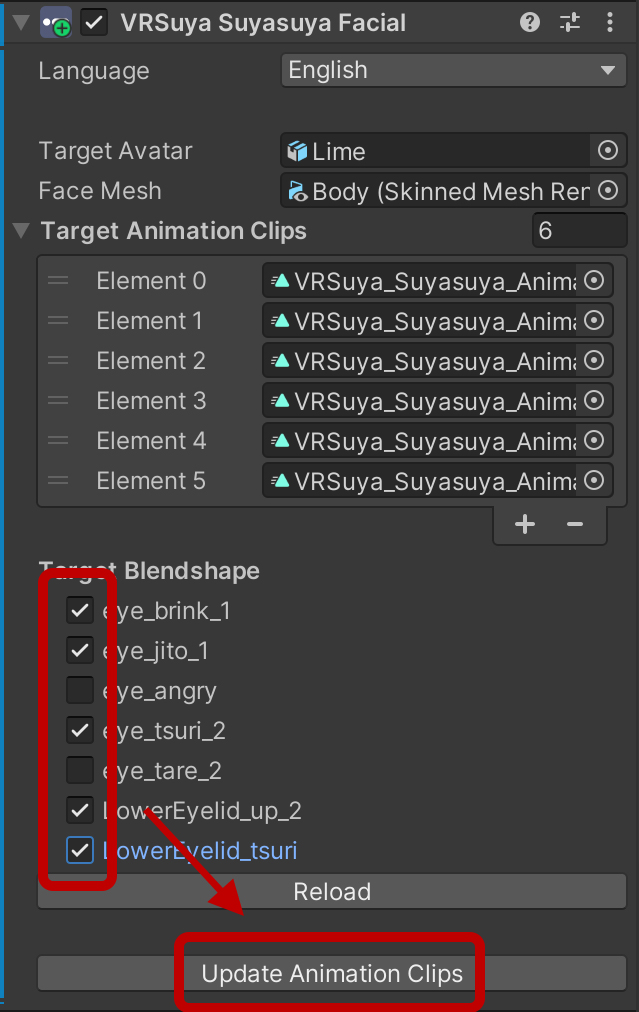 VRSuya Suyasuya Facial
Language English
Target Avatar Lime
Face Mesh Body (Skinned Mesh Rer
Target Animation Clips 6
Element 0 VRSuya_Suyasuya_Anima
Element 1 VRSuya_Suyasuya_Anima
Element 2 VRSuya_Suyasuya_Anima
Element 3 VRSuya_Suyasuya_Anima
Element 4 VRSuya_Suyasuya_Anima
Element 5 VRSuya_Suyasuya_Anima
Target Blendshape
eye_brink_1
eye_jito_1
eye_angry
eye_tsuri_2
eye_tare_2
LowerEyelid_up_2
LowerEyelid_tsuri
Reload
Update Animation Clips